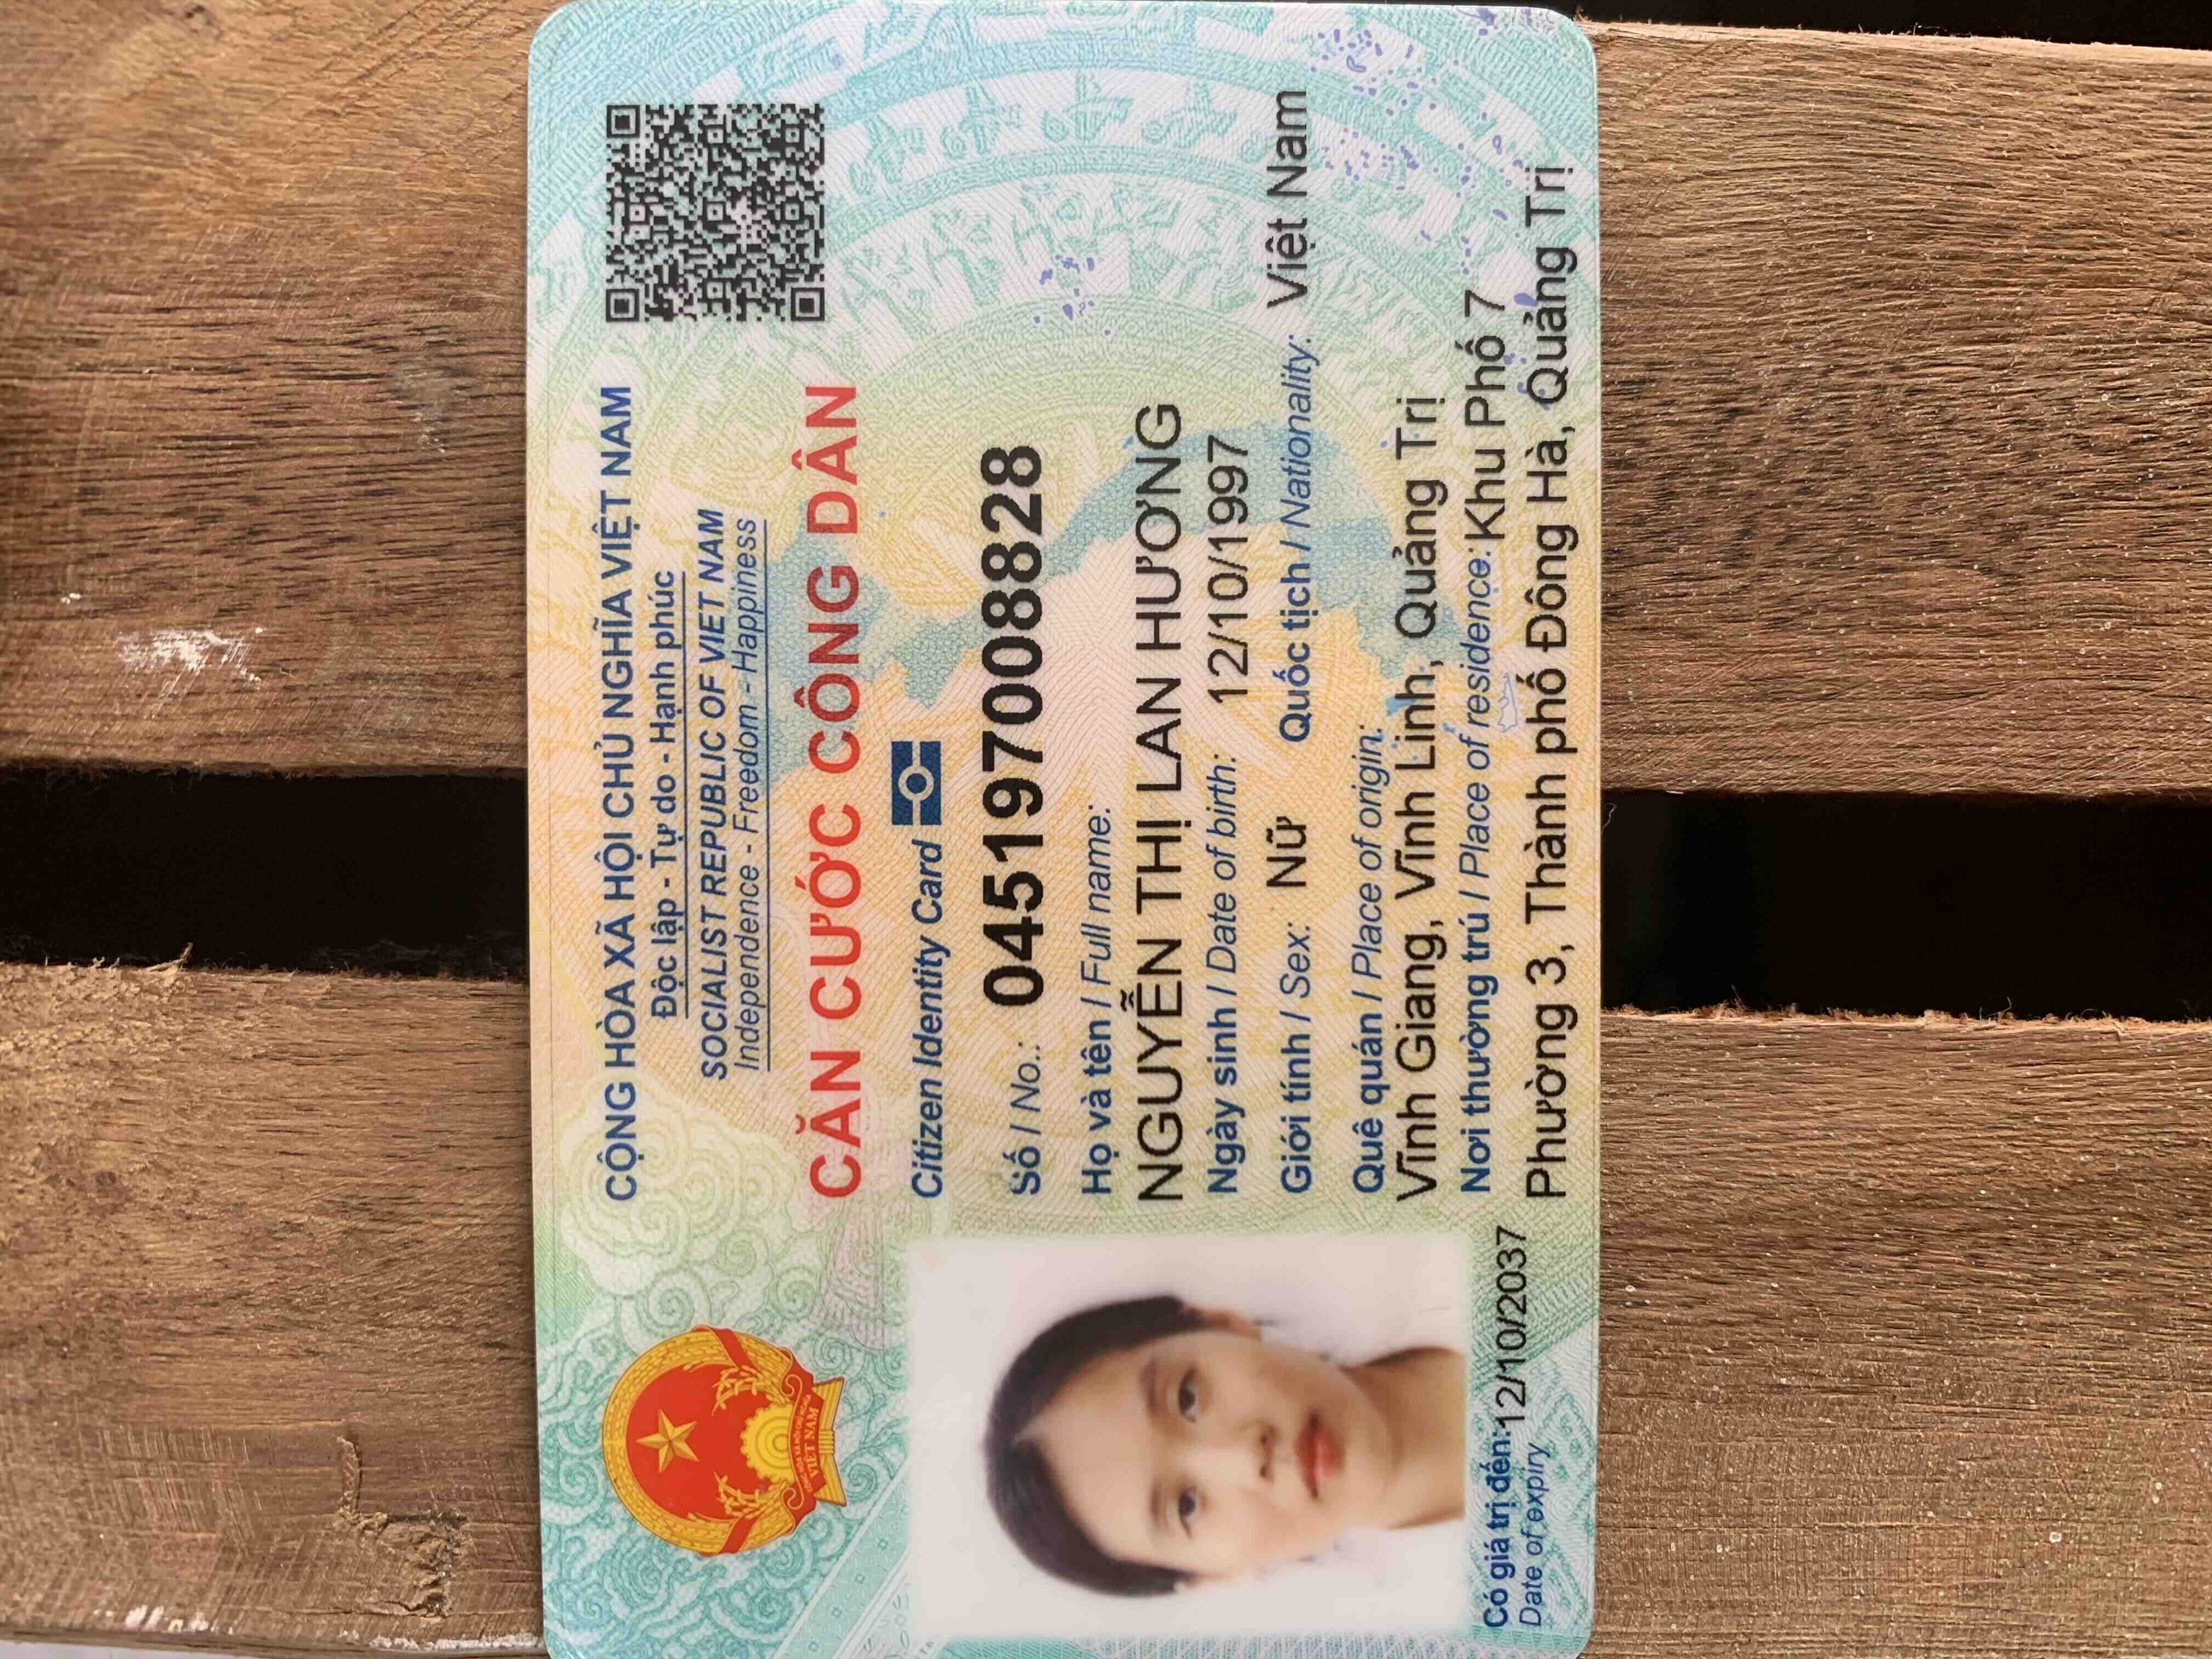 CỘNG HÒA XÃ HỘI CHỦ NGHĨA VIỆT NAM
Độc lập - Tự do - Hạnh phúc
SOCIALIST REPUBLIC OF VIET NAM
Independence - Freedom - Happiness
CĂN CƯỚC CÔNG DÂN
Citizen Identity Card
Số / No.: 045197008828
Họ và tên / Full name:
NGUYỄN THỊ LAN HƯƠNG
Ngày sinh / Date of birth: 12/10/1997
Giới tính / Sex: Nữ Quốc tịch / Nationality: Việt Nam
Quê quán / Place of origin:
Vĩnh Giang, Vĩnh Linh, Quảng Trị
Nơi thường trú / Place of residence: Khu Phố 7
Phường 3, Thành phố Đông Hà, Quảng Trị
Có giá trị đến: 12/10/2037
Date of expiry
VIỆT NAM